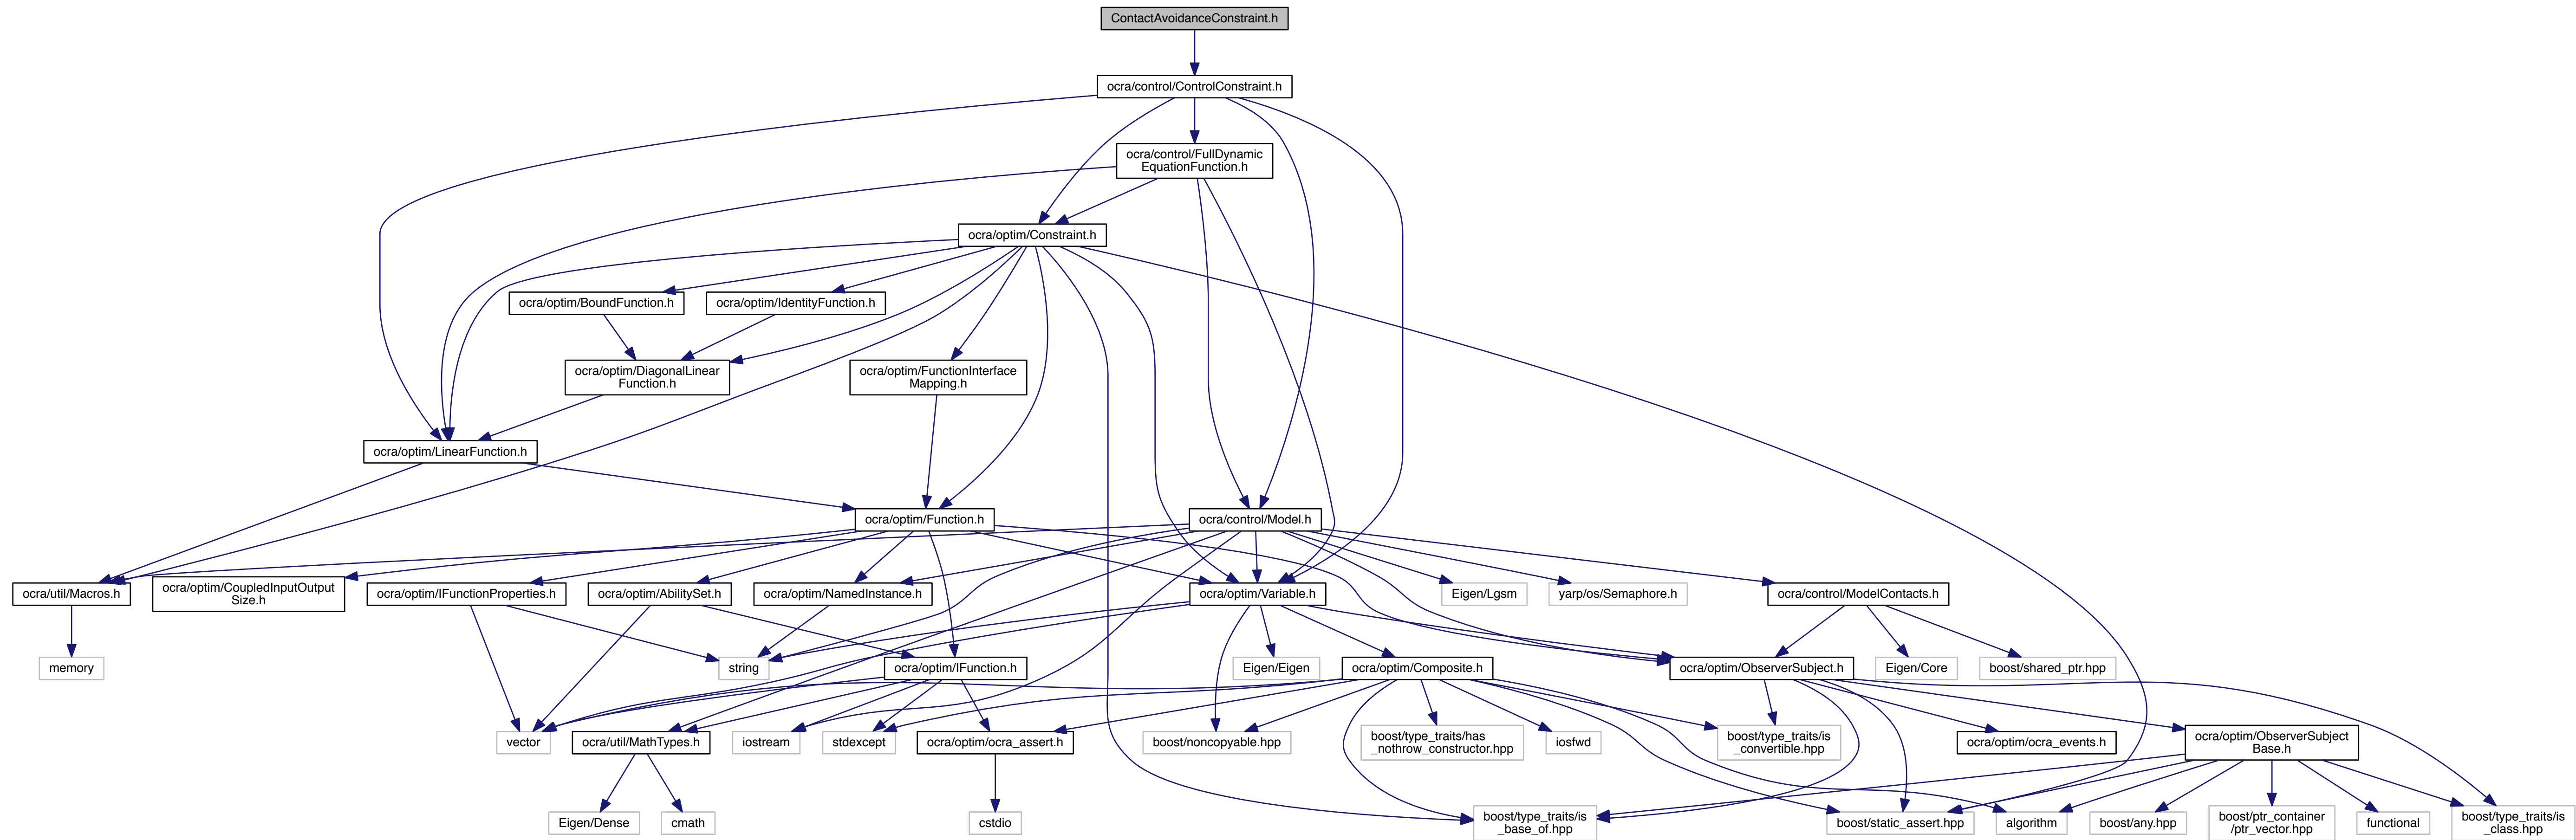 ContactAvoidanceConstraint.h
ocra/control/ControlConstraint.h
ocra/control/FullDynamic
EquationFunction.h
ocra/optim/Constraint.h
ocra/optim/BoundFunction.h
ocra/optim/IdentityFunction.h
ocra/optim/DiagonalLinear
Function.h
ocra/optim/FunctionInterface
Mapping.h
ocra/optim/LinearFunction.h
ocra/optim/Function.h
ocra/control/Model.h
ocra/util/Macros.h
ocra/optim/CoupledInputOutput
Size.h
ocra/optim/IFunctionProperties.h
ocra/optim/AbilitySet.h
ocra/optim/NamedInstance.h
ocra/optim/Variable.h
Eigen/Lgsm
yarp/os/Semaphore.h
ocra/control/ModelContacts.h
memory
string
ocra/optim/IFunction.h
Eigen/Eigen
ocra/optim/Composite.h
ocra/optim/ObserverSubject.h
Eigen/Core
boost/shared_ptr.hpp
vector
ocra/util/MathTypes.h
iostream
stdexcept
ocra/optim/ocra_assert.h
boost/noncopyable.hpp
boost/type_traits/has
_nothrow_constructor.hpp
iosfwd
boost/type_traits/is
_convertible.hpp
ocra/optim/ocra_events.h
ocra/optim/ObserverSubject
Base.h
Eigen/Dense
cmath
cstdio
boost/type_traits/is
_base_of.hpp
boost/static_assert.hpp
algorithm
boost/any.hpp
boost/ptr_container
/ptr_vector.hpp
functional
boost/type_traits/is
_class.hpp